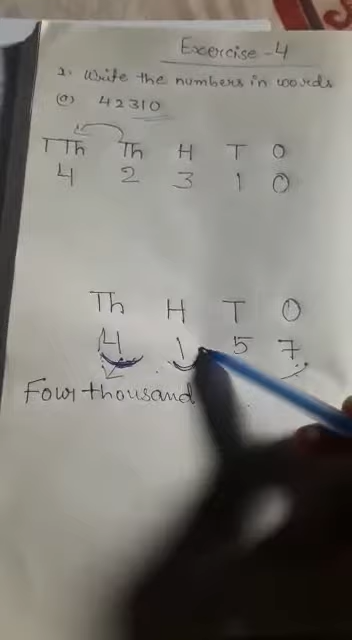 Exercise-4
1. Write the numbers in words
(a) 42310
T Th Th H T O
4 2 3 1 0
Th H T O
4 1 5 7
Four thousand